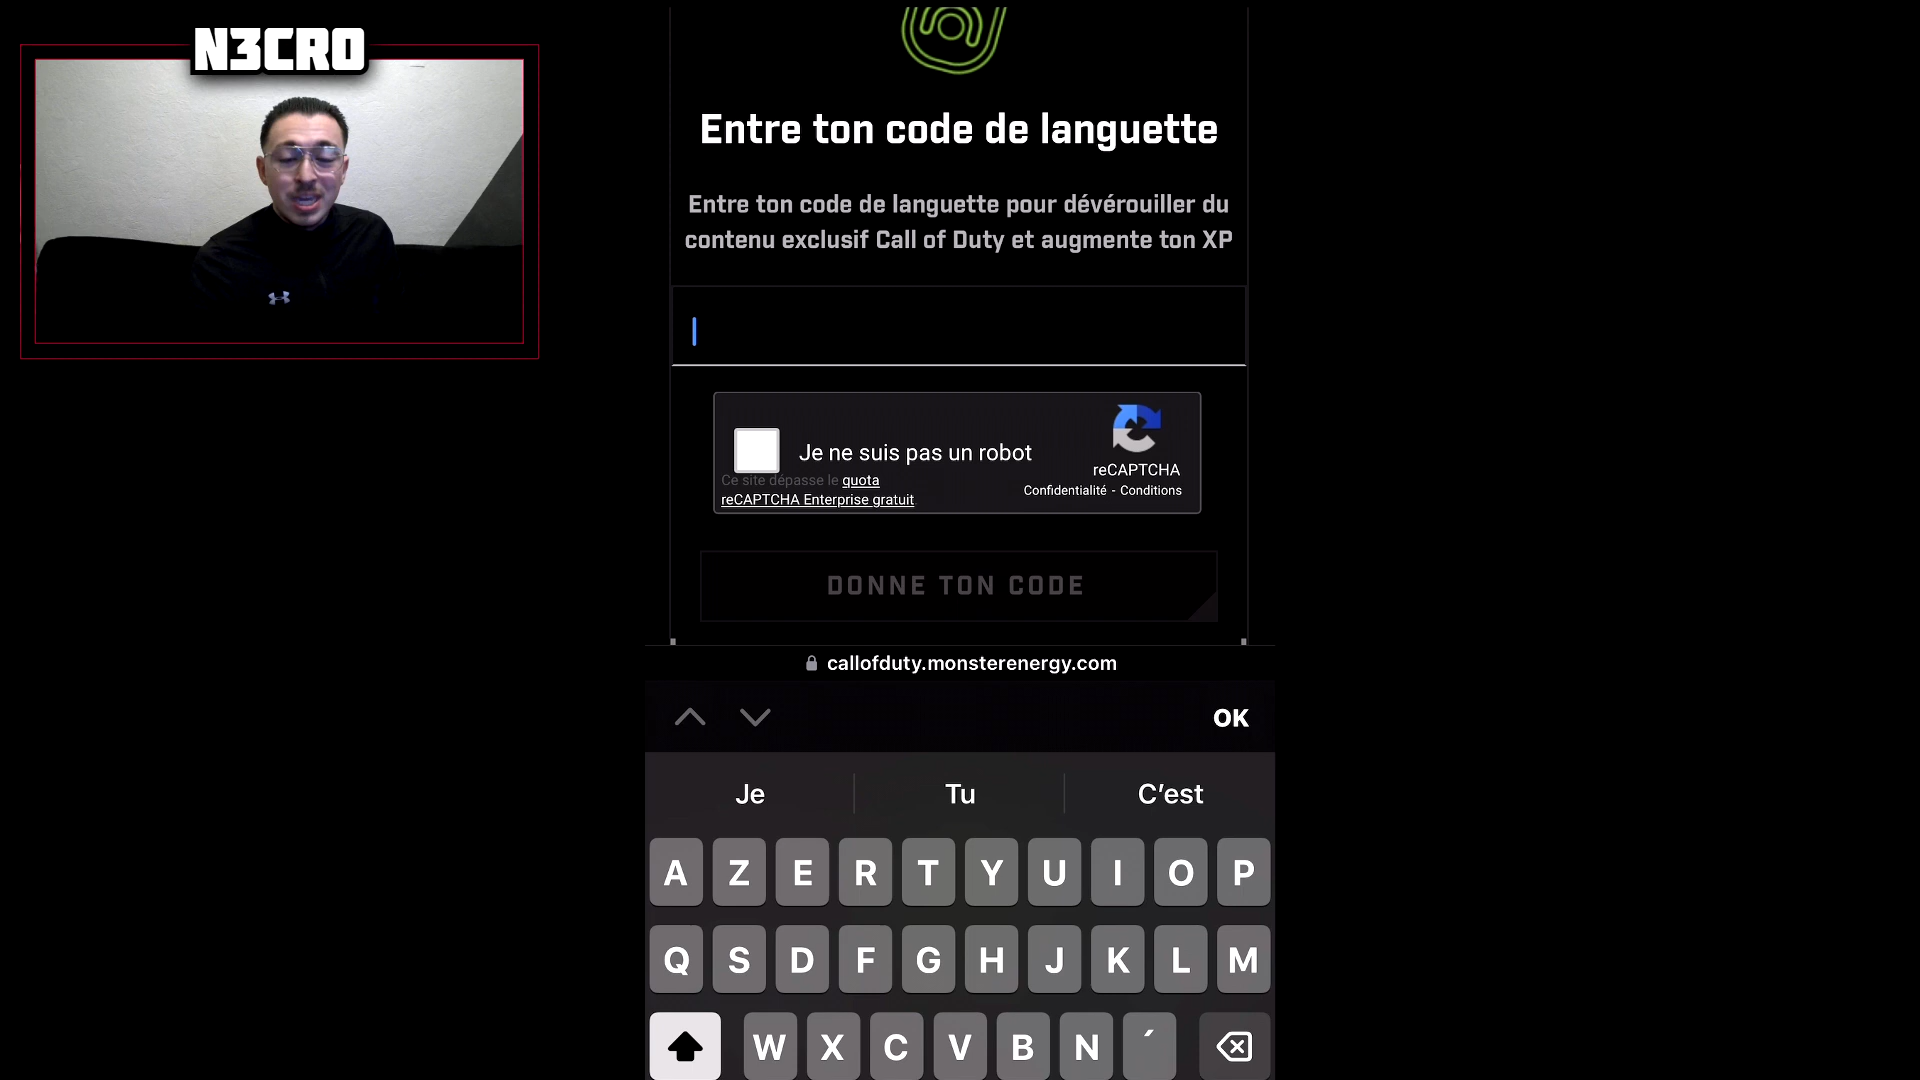 N3CRO
Entre ton code de languette
Entre ton code de languette pour dévérouiller du
contenu exclusif Call of Duty et augmente ton XP
Je ne suis pas un robot
Ce site dépasse le quota
reCAPTCHA Enterprise gratuit
reCAPTCHA
Confidentialité - Conditions
DONNE TON CODE
callofduty.monsterenergy.com
OK
Je Tu C'est
A Z E R T Y U I O P
Q S D F G H J K L M
W X C V B N ´